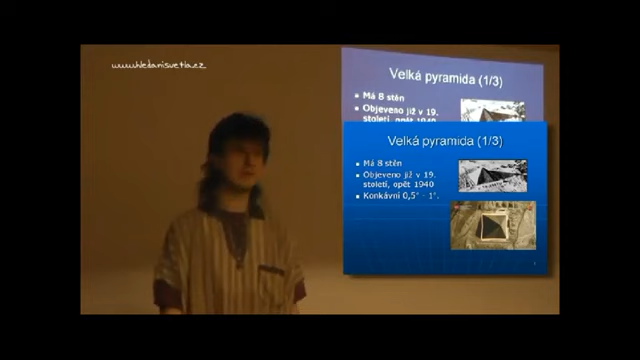 www.hledanisvetla.cz
Velká pyramida (1/3)
Má 8 stěn
Objeveno již v 19.
století, opět 1940
Velká pyramida (1/3)
Má 8 stěn
Objeveno již v 19.
století, opět 1940
Konkávní 0,5° - 1°.